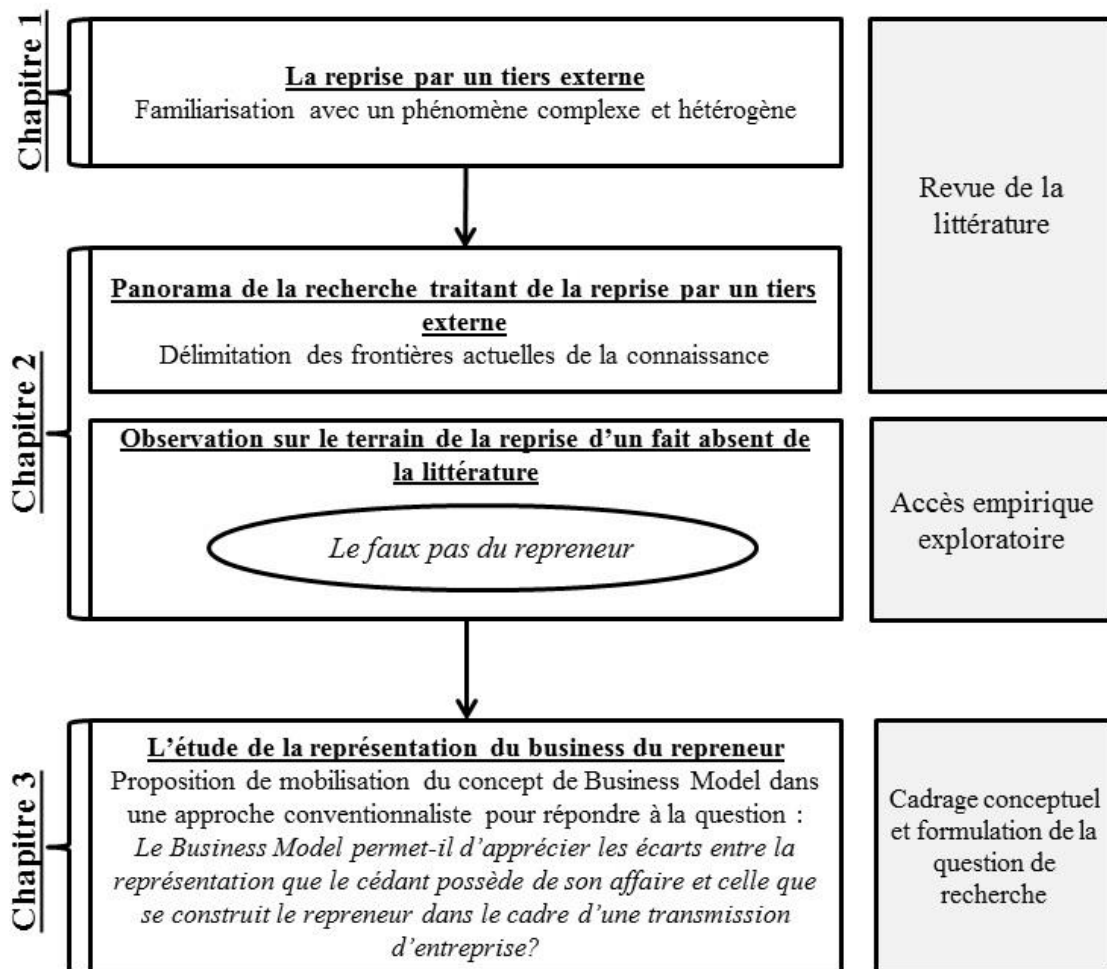 Chapitre 1
La reprise par un tiers externe
Familiarisation avec un phénomène complexe et hétérogène
Revue de la
littérature
Chapitre 2
Panorama de la recherche traitant de la reprise par un tiers
externe
Délimitation des frontières actuelles de la connaissance
Observation sur le terrain de la reprise d'un fait absent de
la littérature
Le faux pas du repreneur
Accès empirique
exploratoire
Chapitre 3
L'étude de la représentation du business du repreneur
Proposition de mobilisation du concept de Business Model dans
une approche conventionnaliste pour répondre à la question :
Le Business Model permet-il d'apprécier les écarts entre la
représentation que le cédant possède de son affaire et celle que
se construit le repreneur dans le cadre d'une transmission
d'entreprise?
Cadrage conceptuel
et formulation de la
question de
recherche